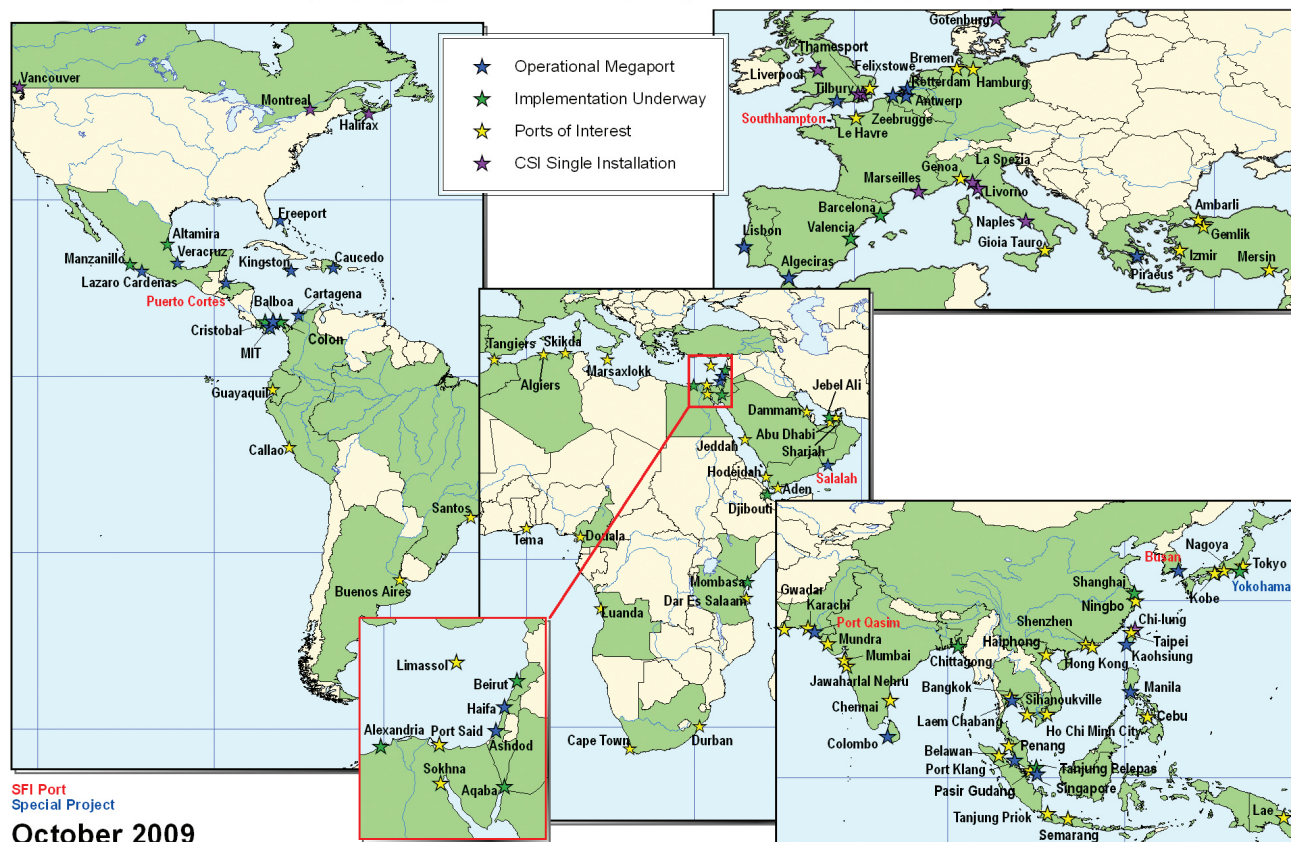 Operational Megaport
Implementation Underway
Ports of Interest
CSI Single Installation
Vancouver
Montreal
Halifax
Freeport
Altamira
Manzanillo
Veracruz
Kingston
Caucedo
Lazaro Cardenas
Puerto Cortes
Balboa
Cartagena
Cristobal
MIT
Colon
Guayaquil
Callao
Santos
Buenos Aires
Gotenburg
Thamesport
Bremen
Felixstowe
Liverpool
Rotterdam
Hamburg
Tilbury
Antwerp
Southhampton
Zeebrugge
Le Havre
La Spezia
Genoa
Marseilles
Livorno
Barcelona
Ambarli
Lisbon
Valencia
Naples
Gemlik
Gioia Tauro
Izmir
Mersin
Algeciras
Piraeus
Tangiers
Skikda
Algiers
Marsaxlokk
Jebel Ali
Dammam
Abu Dhabi
Jeddah
Sharjah
Hodeidah
Salalah
Aden
Djibouti
Tema
Douala
Mombasa
Dar Es Salaam
Luanda
Cape Town
Durban
Limassol
Beirut
Haifa
Alexandria
Port Said
Ashdod
Sokhna
Aqaba
Nagoya
Busan
Tokyo
Shanghai
Yokohama
Gwadar
Kobe
Karachi
Ningbo
Port Qasim
Shenzhen
Chi-lung
Mundra
Haiphong
Taipei
Mumbai
Chittagong
Hong Kong
Kaohsiung
Jawaharlal Nehru
Bangkok
Sihanoukville
Manila
Chennai
Laem Chabang
Cebu
Ho Chi Minh City
Colombo
Belawan
Penang
Port Klang
Tanjung Pelepas
Pasir Gudang
Singapore
Tanjung Priok
Lae
Semarang
SFI Port
Special Project
October 2009